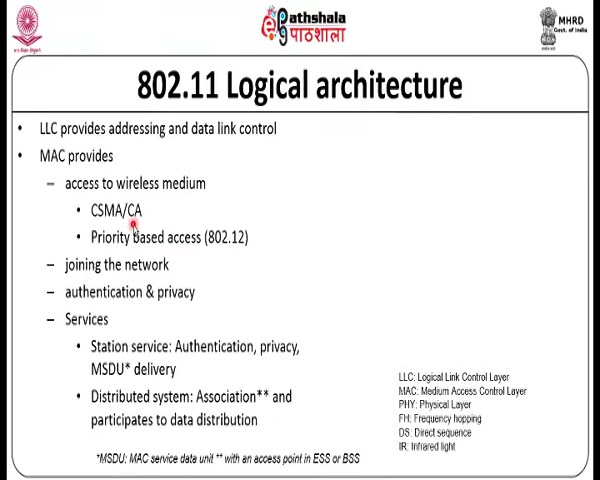 Pathshala
पाठशाला
MHRD
Govt. of India
802.11 Logical architecture
• LLC provides addressing and data link control
• MAC provides
– access to wireless medium
• CSMA/CA
• Priority based access (802.12)
– joining the network
– authentication & privacy
– Services
• Station service: Authentication, privacy,
MSDU* delivery
• Distributed system: Association** and
participates to data distribution
LLC: Logical Link Control Layer
MAC: Medium Access Control Layer
PHY: Physical Layer
FH: Frequency hopping
DS: Direct sequence
IR: Infrared light
*MSDU: MAC service data unit ** with an access point in ESS or BSS